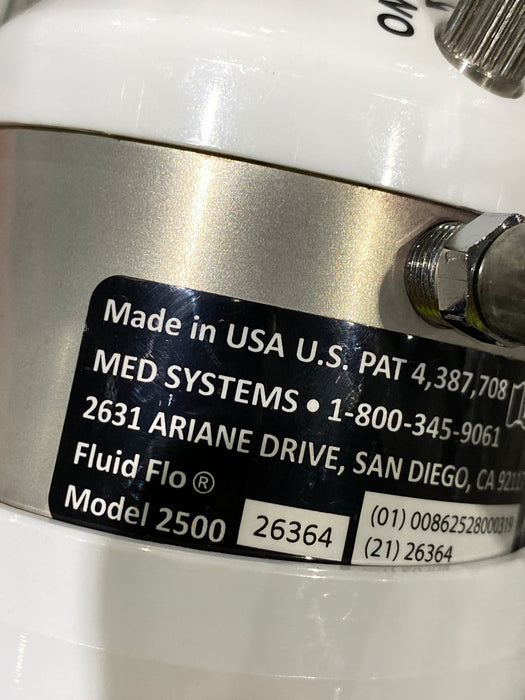 ON
Made in USA U.S. PAT 4,387,708
MED SYSTEMS • 1-800-345-9061
2631 ARIANE DRIVE, SAN DIEGO, CA
Fluid Flo®
Model 2500
26364
(01) 00862528000319
(21) 26364